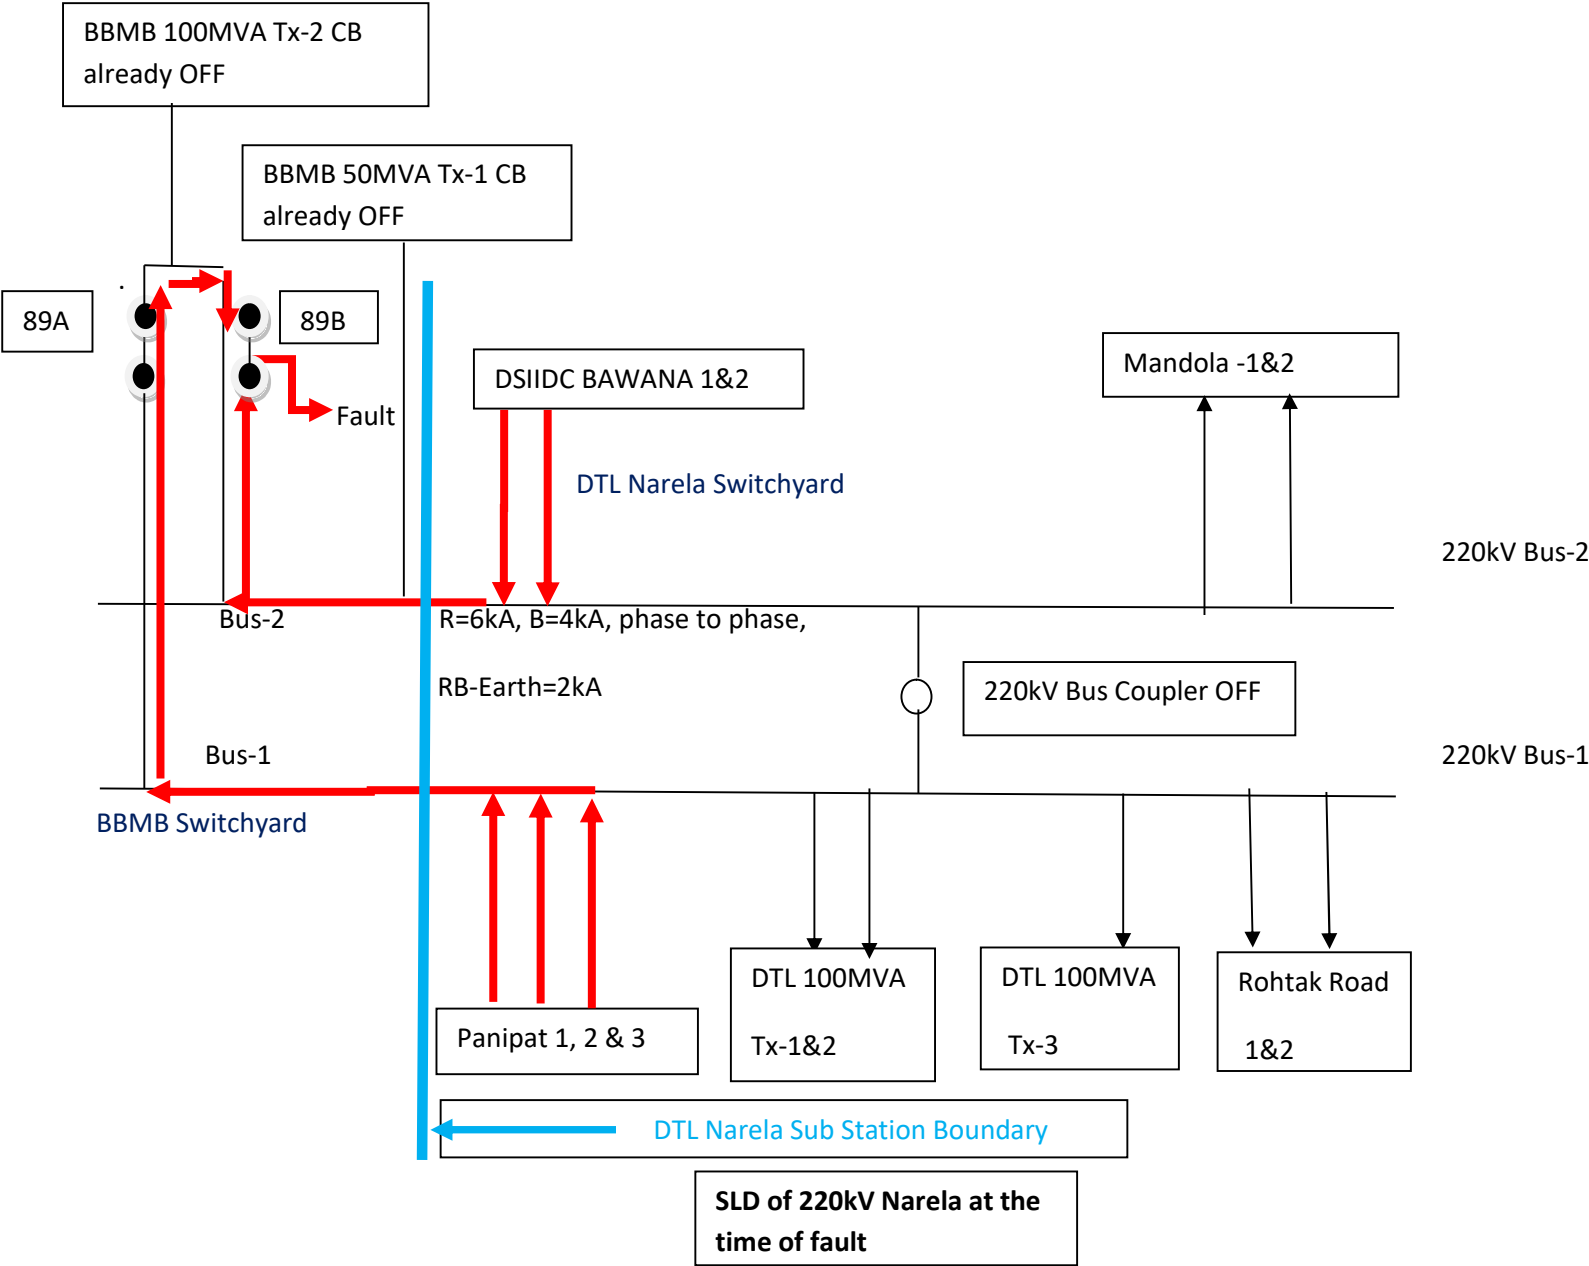 BBMB 100MVA Tx-2 CB
already OFF
BBMB 50MVA Tx-1 CB
already OFF
.
89A
89B
Fault
DSIIDC BAWANA 1&2
Mandola -1&2
DTL Narela Switchyard
220kV Bus-2
Bus-2
R=6kA, B=4kA, phase to phase,
RB-Earth=2kA
220kV Bus Coupler OFF
Bus-1
220kV Bus-1
BBMB Switchyard
Panipat 1, 2 & 3
DTL 100MVA
Tx-1&2
DTL 100MVA
Tx-3
Rohtak Road
1&2
DTL Narela Sub Station Boundary
SLD of 220kV Narela at the
time of fault